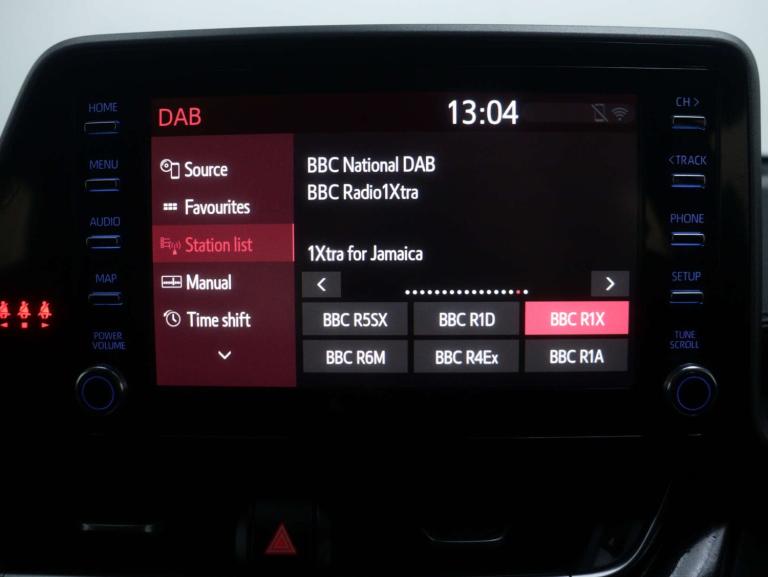 HOME
MENU
AUDIO
MAP
POWER
VOLUME
DAB
13:04
Source
Favourites
Station list
Manual
Time shift
BBC National DAB
BBC Radio1Xtra
1Xtra for Jamaica
< >
BBC R5SX BBC R1D BBC R1X
BBC R6M BBC R4Ex BBC R1A
CH >
< TRACK
PHONE
SETUP
TUNE
SCROLL